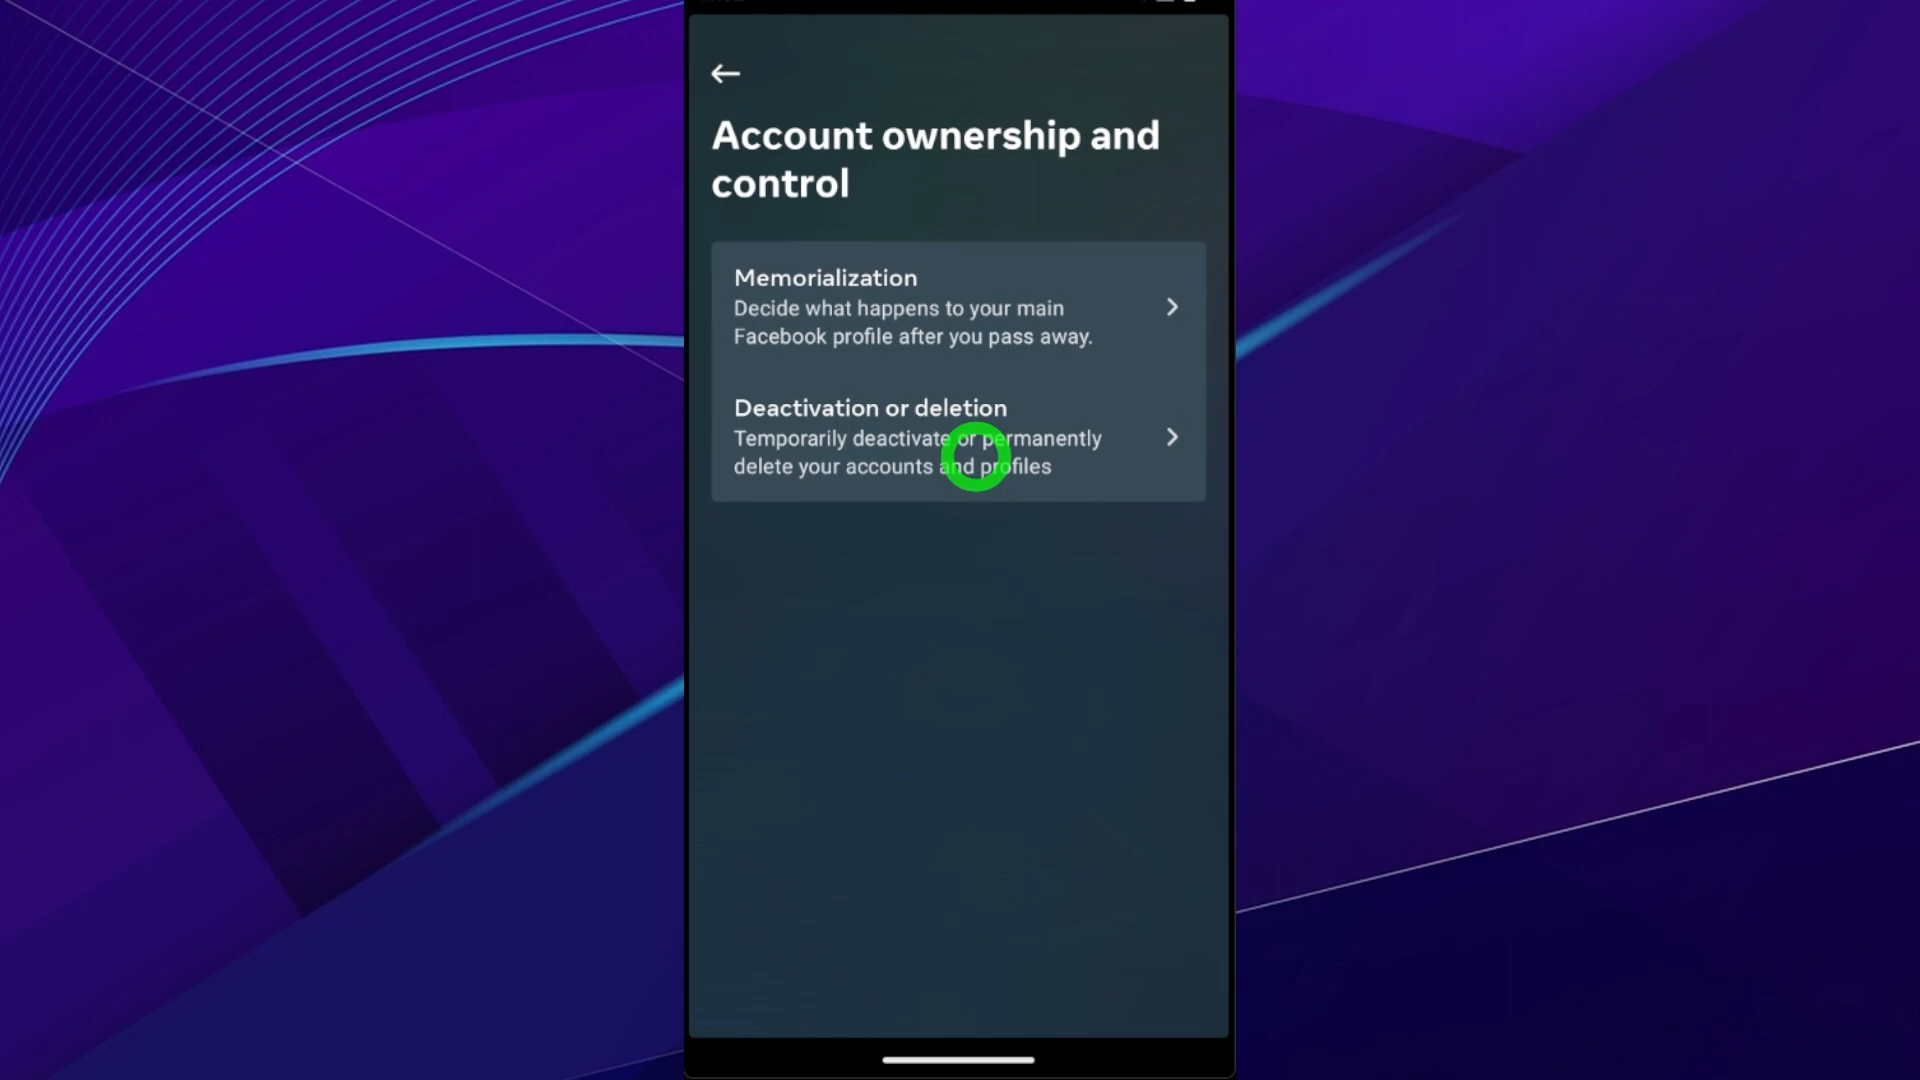 Account ownership and
control
Memorialization
Decide what happens to your main
Facebook profile after you pass away.
Deactivation or deletion
Temporarily deactivate or permanently
delete your accounts and profiles